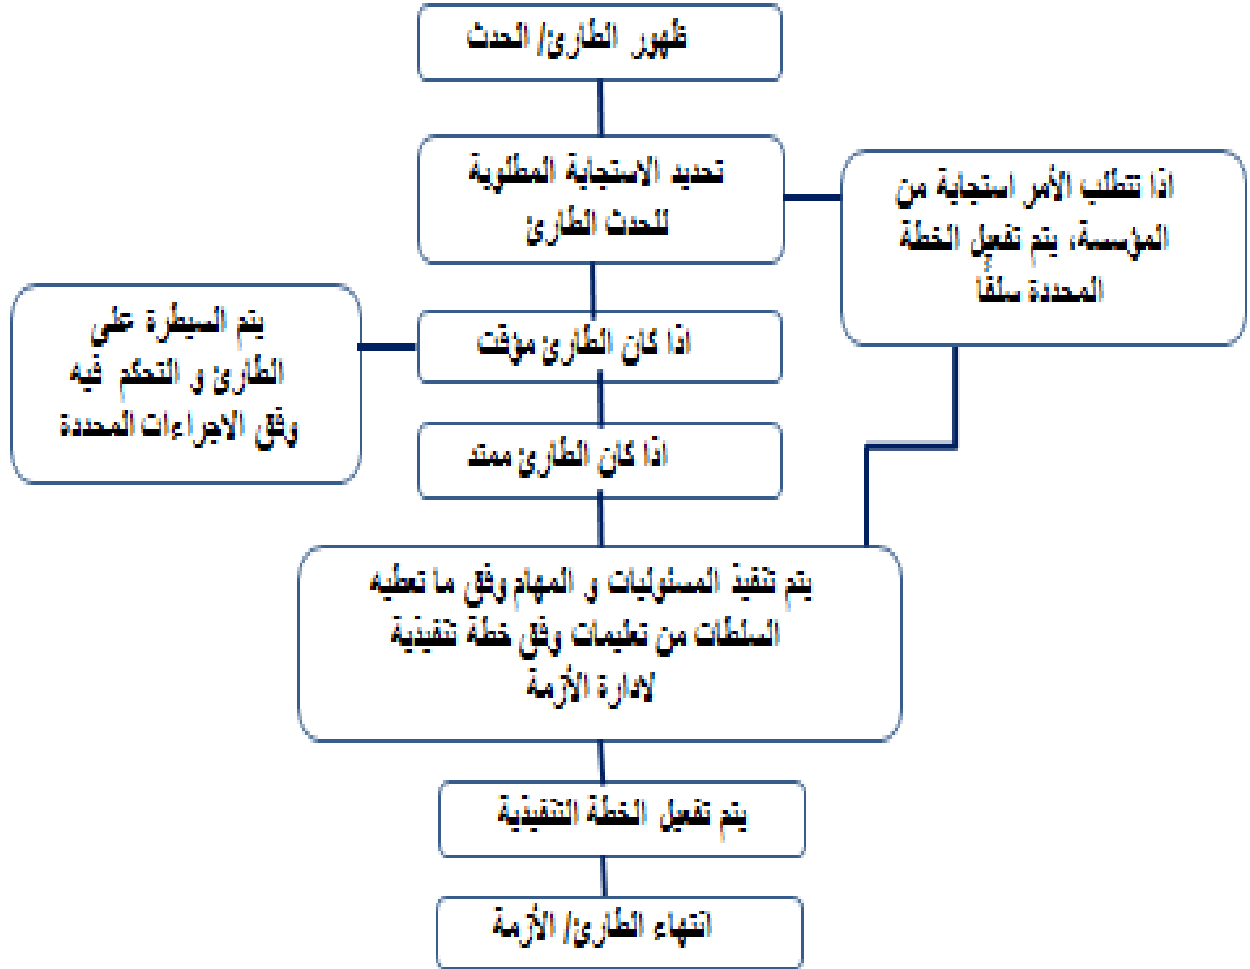 ظهور الطارئ/ الحدث
تحديد الاستجابة المطلوبة
للحدث الطارئ
اذا تتطلب الأمر استجابة من
المؤسسة، يتم تفعيل الخطة
المحددة سلفًا
اذا كان الطارئ مؤقت
يتم السيطرة على
الطارئ و التحكم فيه
وفق الاجراءات المحددة
اذا كان الطارئ ممتد
يتم تنفيذ المسئوليات و المهام وفق ما تعطيه
السلطات من تعليمات وفق خطة تنفيذية
لادارة الأزمة
يتم تفعيل الخطة التنفيذية
انتهاء الطارئ/ الأزمة